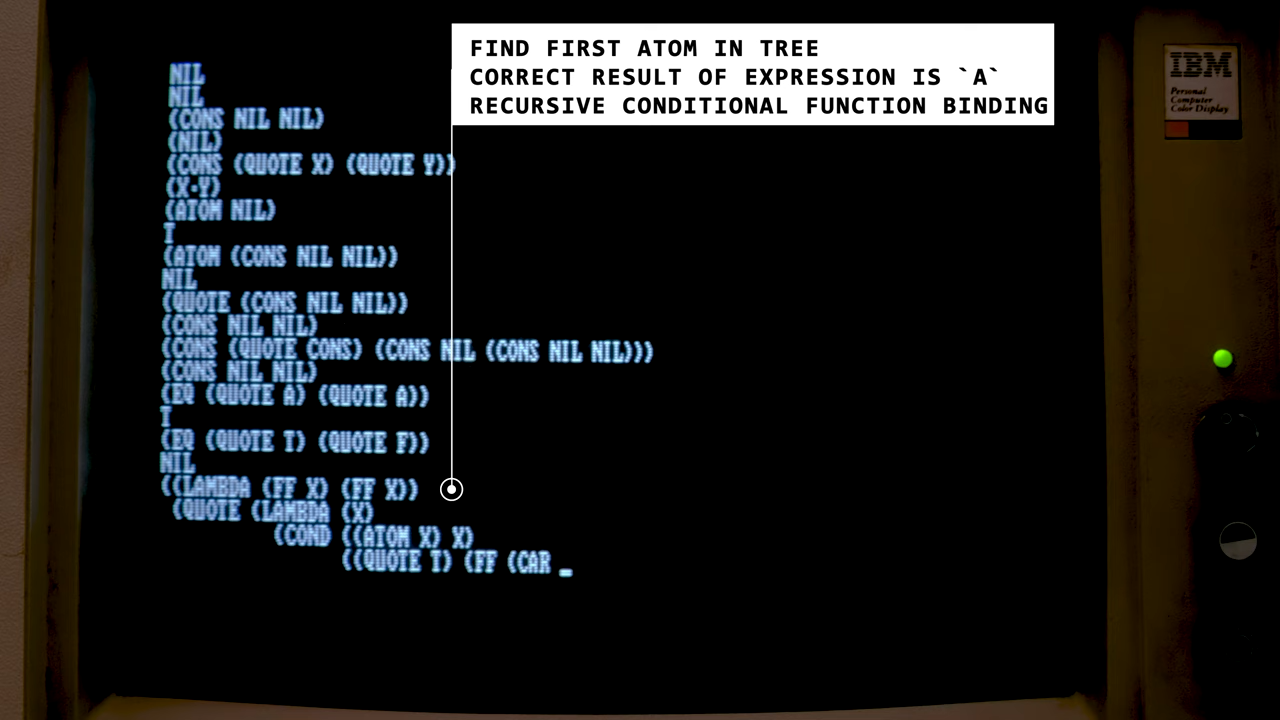 FIND FIRST ATOM IN TREE
CORRECT RESULT OF EXPRESSION IS `A`
RECURSIVE CONDITIONAL FUNCTION BINDING
NIL
NIL
(CONS NIL NIL)
(NIL)
(CONS (QUOTE X) (QUOTE Y))
(X∙Y)
(ATOM NIL)
T
(ATOM (CONS NIL NIL))
NIL
(QUOTE (CONS NIL NIL))
(CONS NIL NIL)
(CONS (QUOTE CONS) (CONS NIL (CONS NIL NIL)))
(CONS NIL NIL)
(EQ (QUOTE A) (QUOTE A))
T
(EQ (QUOTE T) (QUOTE F))
NIL
((LAMBDA (FF X) (FF X))
(QUOTE (LAMBDA (X)
(COND ((ATOM X) X)
((QUOTE T) (FF (CAR _
IBM
Personal
Computer
Color Display